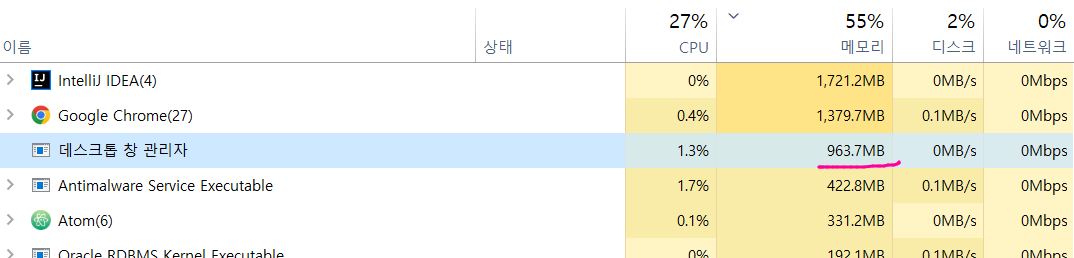 27% 55% 2% 0%
이름 상태 CPU 메모리 디스크 네트워크
IntelliJ IDEA(4) 0% 1,721.2MB 0MB/s 0Mbps
Google Chrome(27) 0.4% 1,379.7MB 0.1MB/s 0Mbps
데스크톱 창 관리자 1.3% 963.7MB 0MB/s 0Mbps
Antimalware Service Executable 1.7% 422.8MB 0.1MB/s 0Mbps
Atom(6) 0.1% 331.2MB 0MB/s 0Mbps
Oracle RDBMS Kernel Executable 0% 192.1MB 0.1MB/s 0Mbps